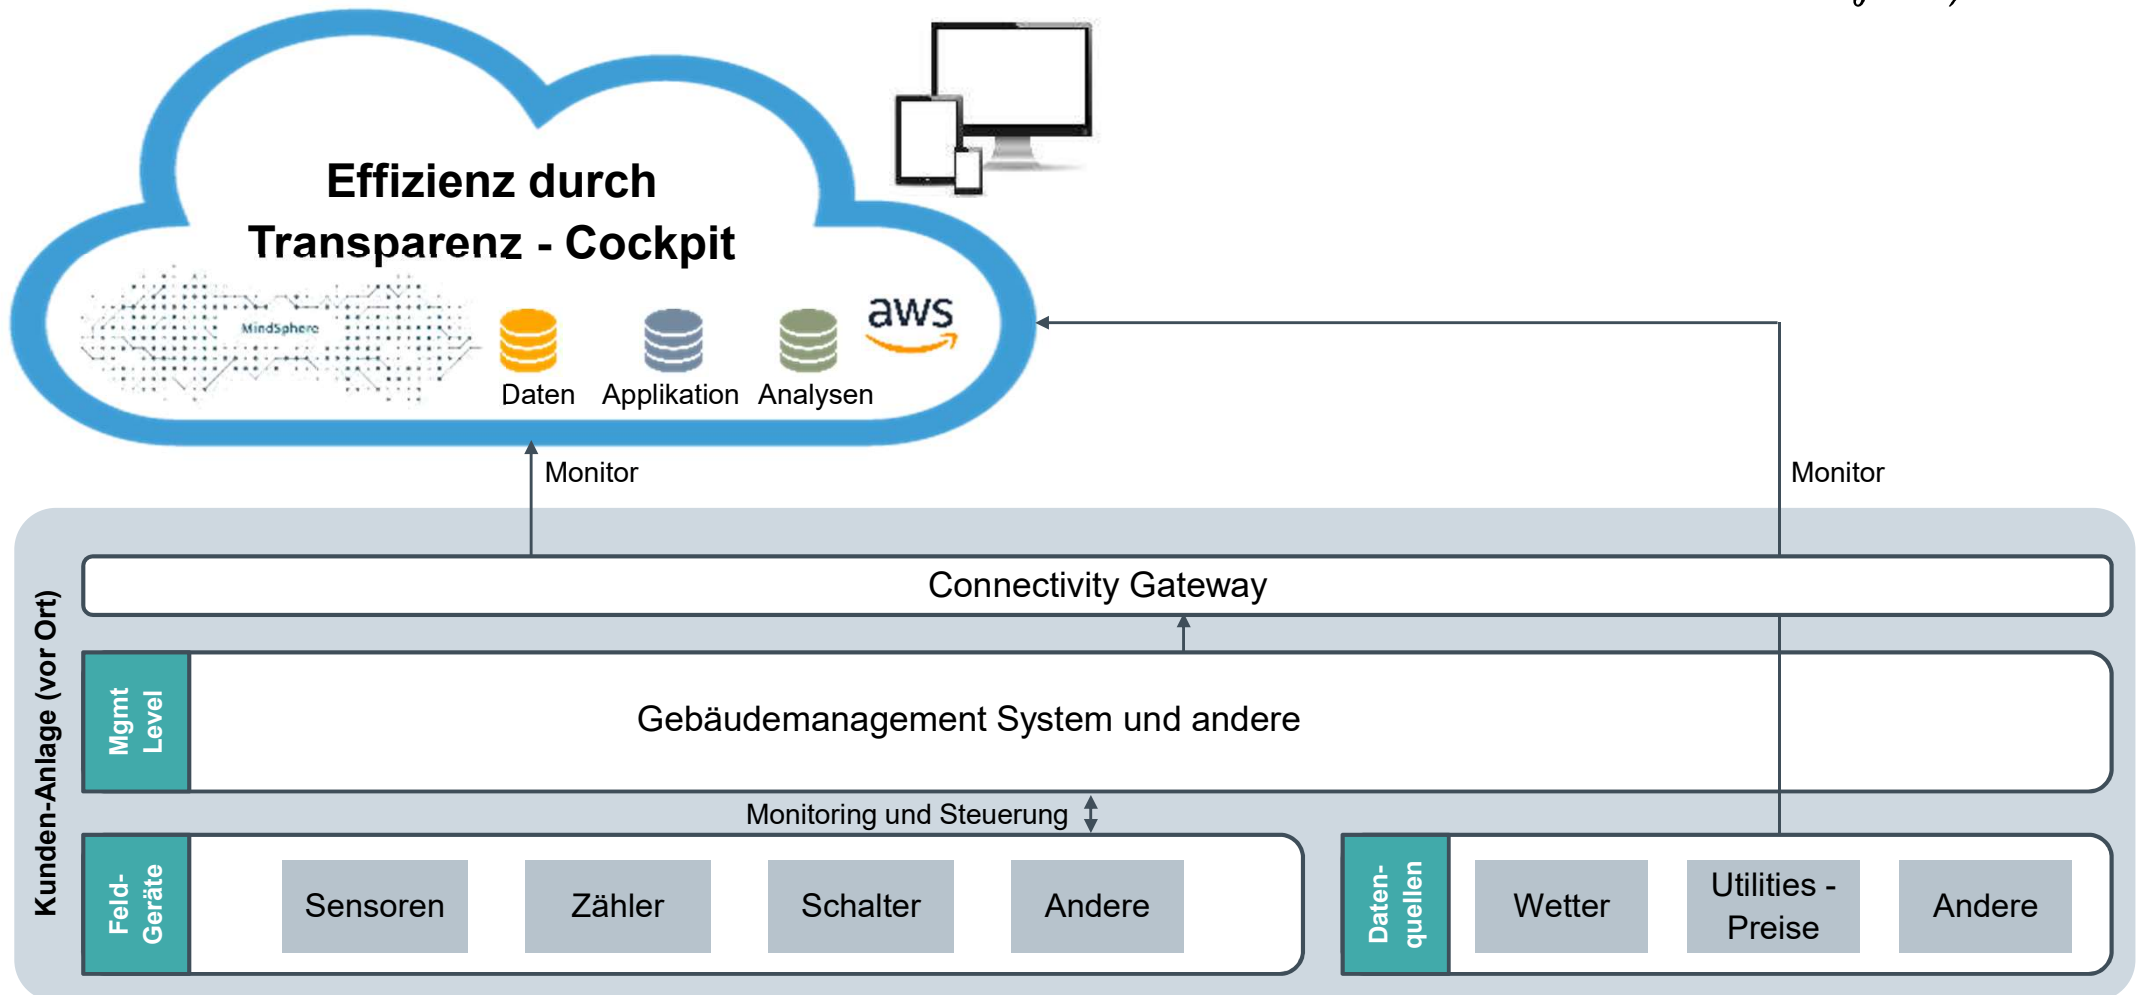 Effizienz durch
Transparenz - Cockpit
MindSphere
aws
Daten
Applikation
Analysen
Monitor
Monitor
Kunden-Anlage (vor Ort)
Connectivity Gateway
Mgmt
Level
Gebäudemanagement System und andere
Monitoring und Steuerung
Feld-
Geräte
Sensoren
Zähler
Schalter
Andere
Daten-
quellen
Wetter
Utilities -
Preise
Andere